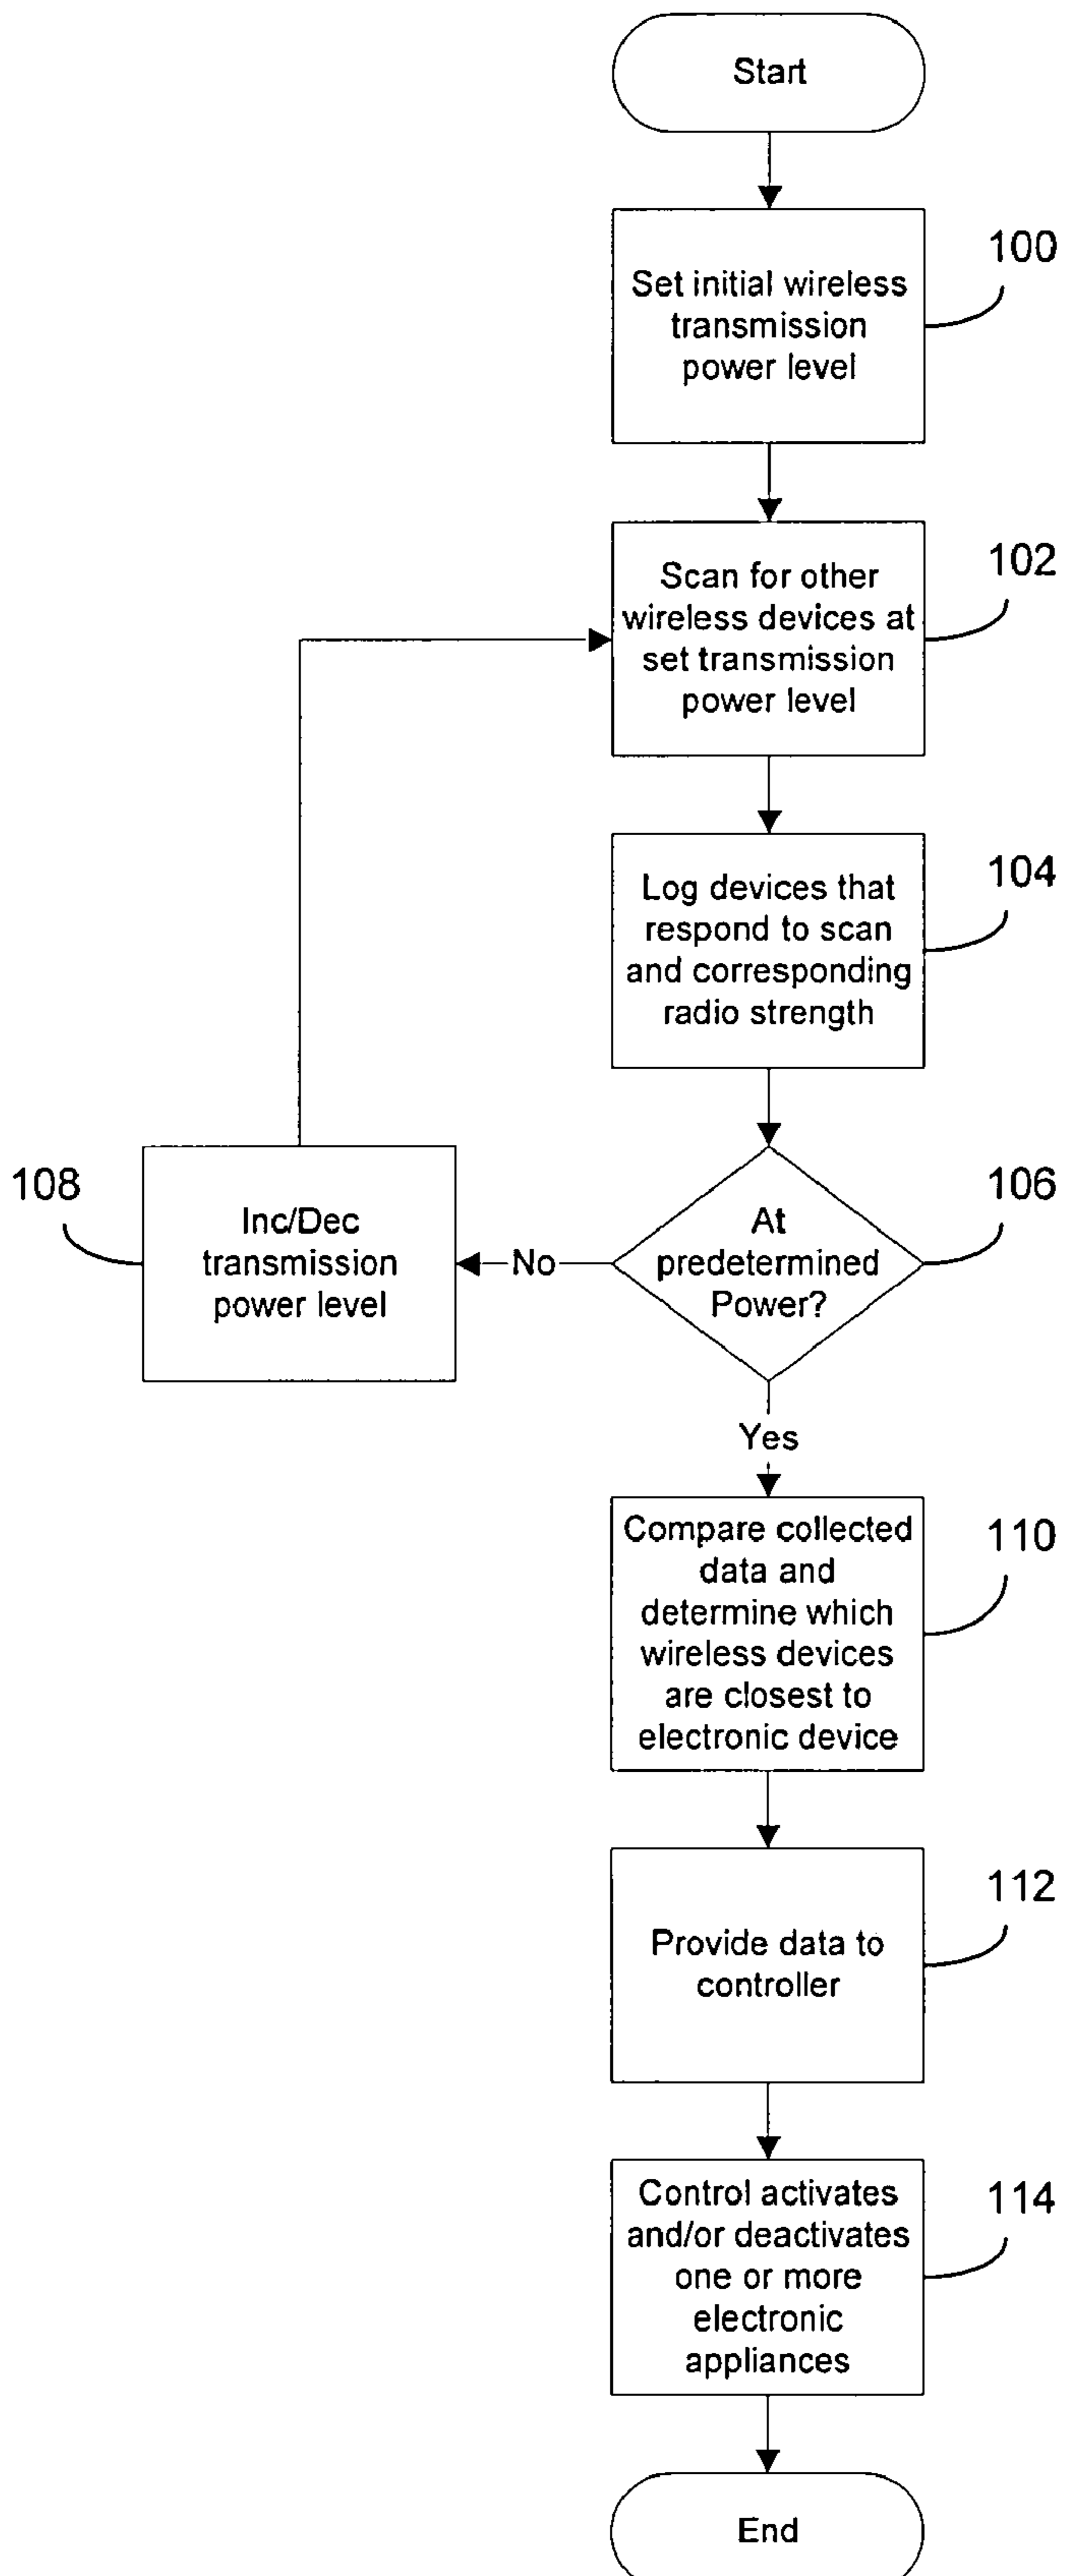 Start
100
Set initial wireless
transmission
power level
102
Scan for other
wireless devices at
set transmission
power level
104
Log devices that
respond to scan
and corresponding
radio strength
108
Inc/Dec
transmission
power level
No
106
At
predetermined
Power?
Yes
110
Compare collected
data and
determine which
wireless devices
are closest to
electronic device
112
Provide data to
controller
114
Control activates
and/or deactivates
one or more
electronic
appliances
End